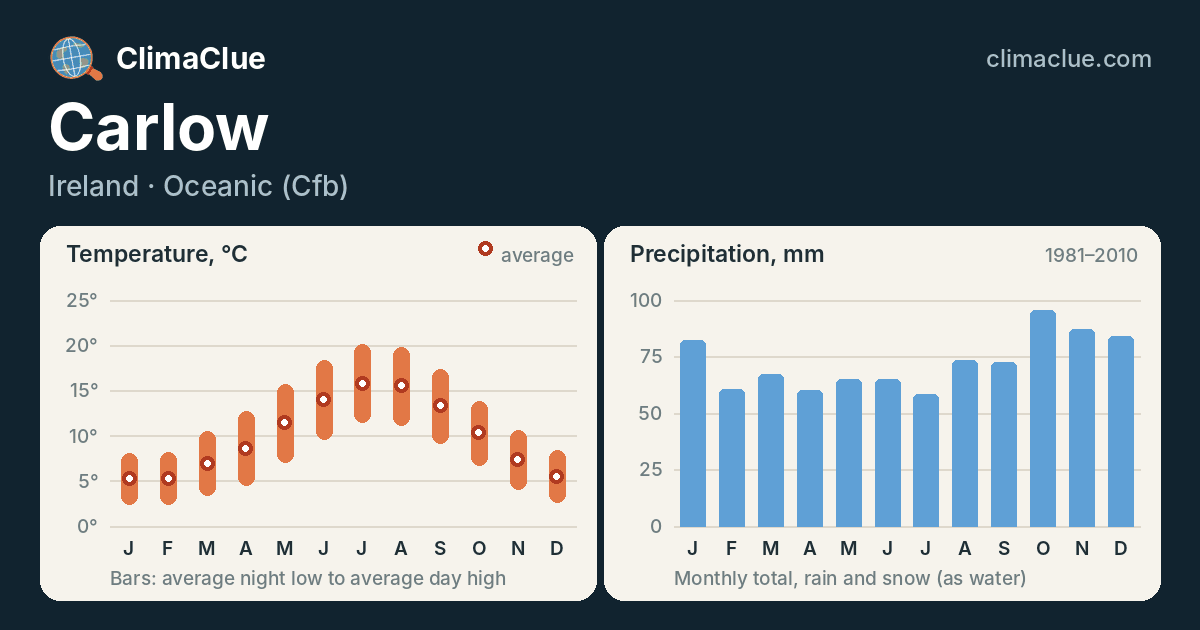 ClimaClue
climaclue.com
Carlow
Ireland · Oceanic (Cfb)
Temperature, °C
average
25°
20°
15°
10°
5°
0°
J F M A M J J A S O N D
Bars: average night low to average day high
Precipitation, mm
1981–2010
100
75
50
25
0
J F M A M J J A S O N D
Monthly total, rain and snow (as water)